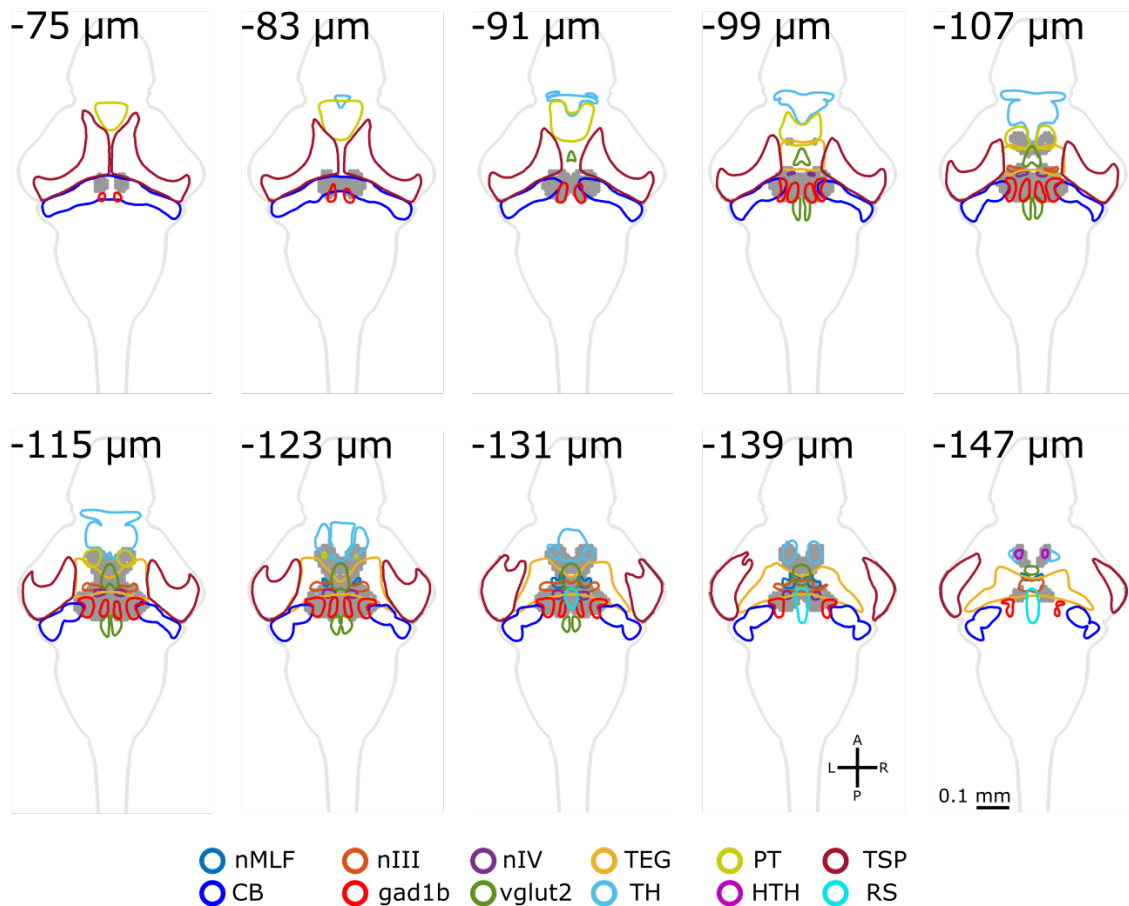 -75 µm -83 µm -91 µm -99 µm -107 µm
-115 µm -123 µm -131 µm -139 µm -147 µm
A
L R
P
0.1 mm
nMLF nIII nIV TEG PT TSP
CB gad1b vglut2 TH HTH RS